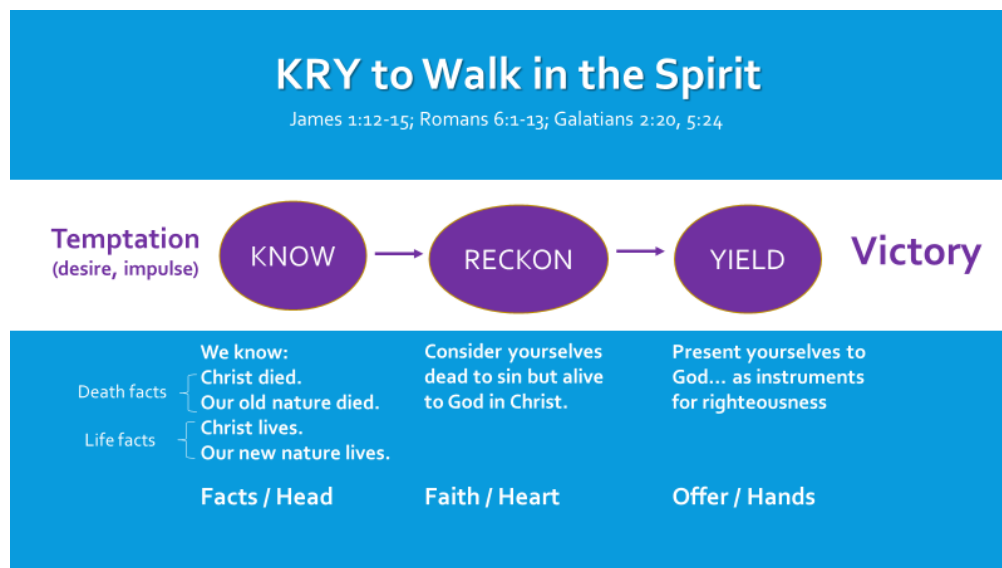 KRY to Walk in the Spirit
James 1:12-15; Romans 6:1-13; Galatians 2:20, 5:24
Temptation
(desire, impulse)
KNOW
RECKON
YIELD
Victory
Death facts
Life facts
We know:
Christ died.
Our old nature died.
Christ lives.
Our new nature lives.
Facts / Head
Consider yourselves
dead to sin but alive
to God in Christ.
Faith / Heart
Present yourselves to
God... as instruments
for righteousness
Offer / Hands